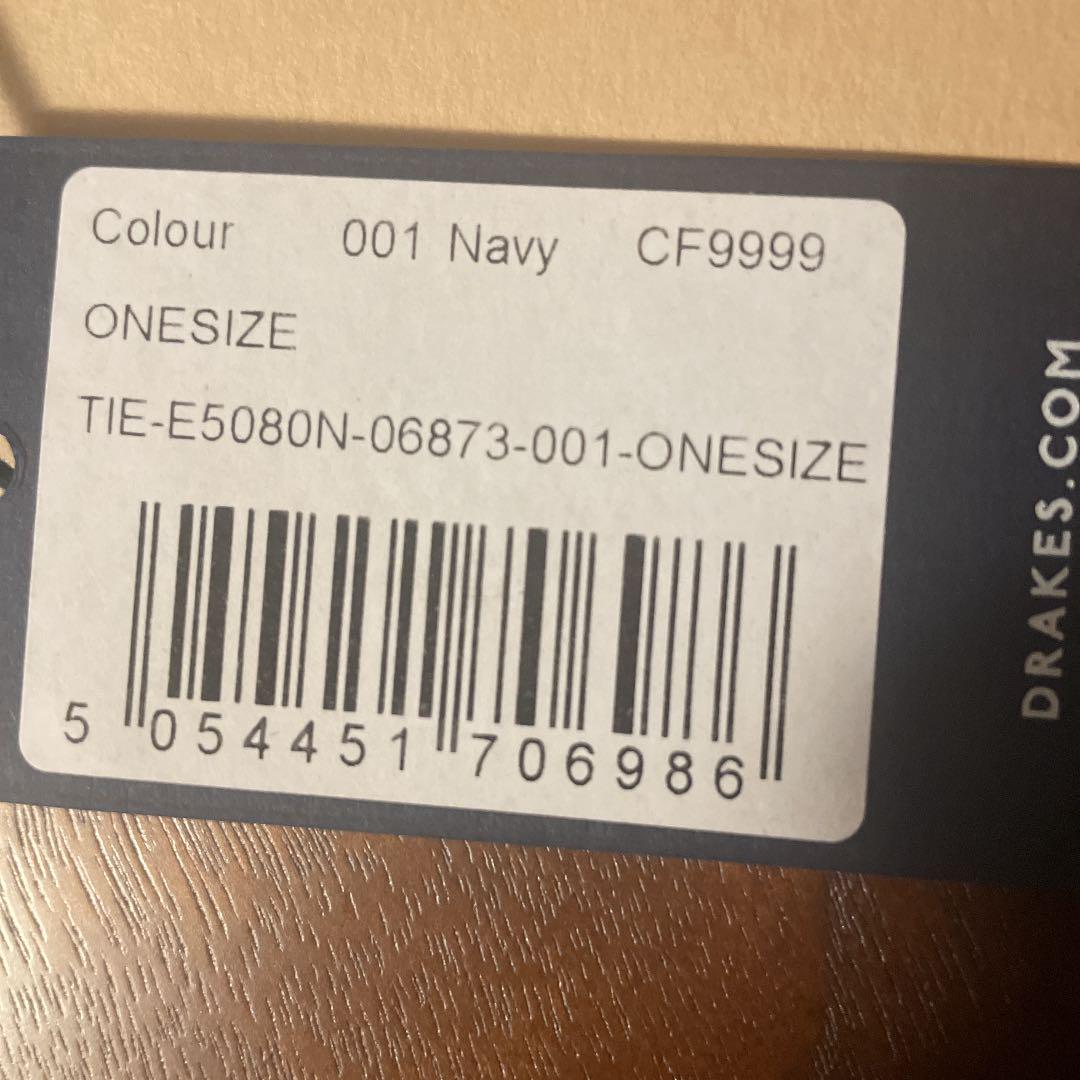 Colour 001 Navy CF9999
ONESIZE
TIE-E5080N-06873-001-ONESIZE
5 054451 706986
DRAKES.COM